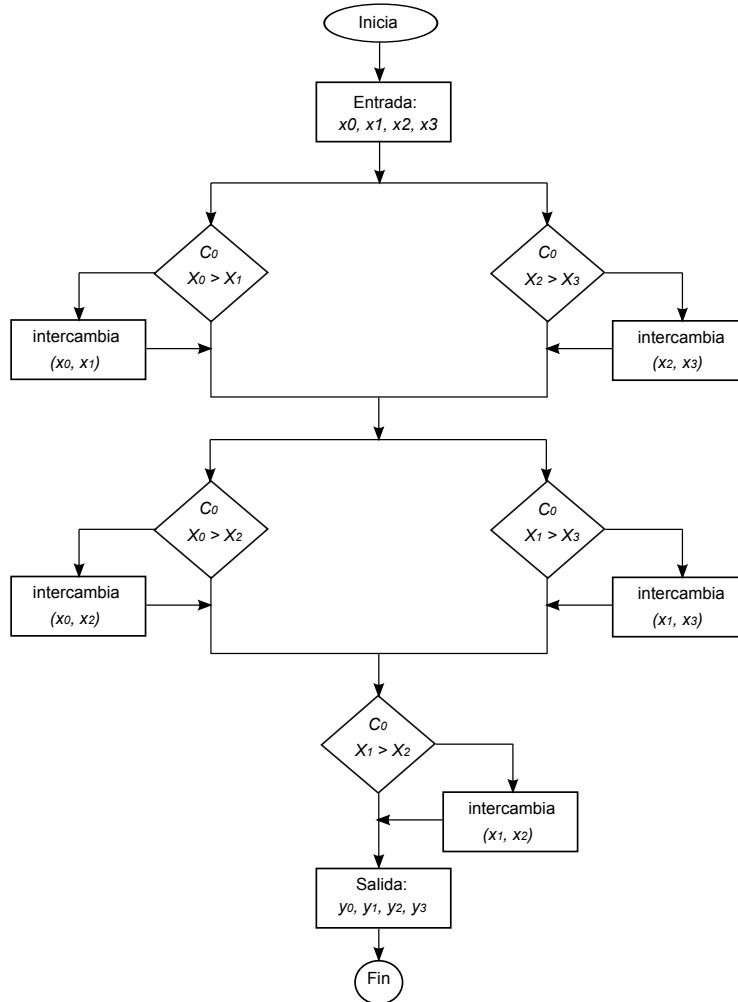 Inicia
Entrada:
x0, x1, x2, x3
C0
X0 > X1
C0
X2 > X3
intercambia
(x0, x1)
intercambia
(x2, x3)
C0
X0 > X2
C0
X1 > X3
intercambia
(x0, x2)
intercambia
(x1, x3)
C0
X1 > X2
intercambia
(x1, x2)
Salida:
y0, y1, y2, y3
Fin